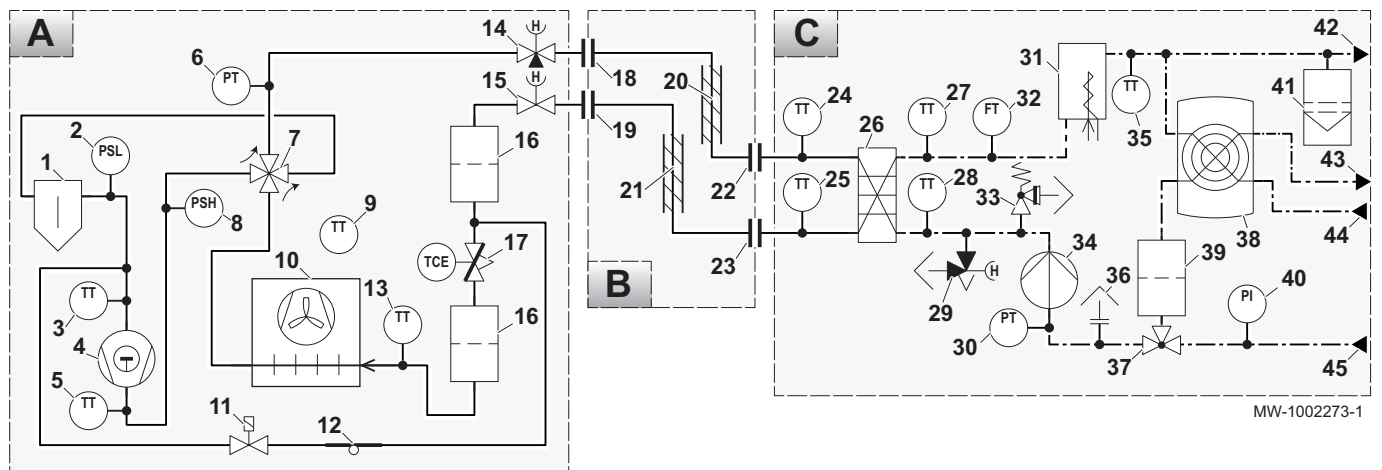 A
B
C
1
2
PSL
3
TT
4
5
TT
6
PT
7
8
PSH
9
TT
10
11
12
13
TT
14
H
15
H
16
16
17
TCE
18
19
20
21
22
23
24
TT
25
TT
26
27
TT
28
TT
29
H
30
PT
31
32
FT
33
34
35
TT
36
37
38
39
40
PI
41
42
43
44
45
MW-1002273-1